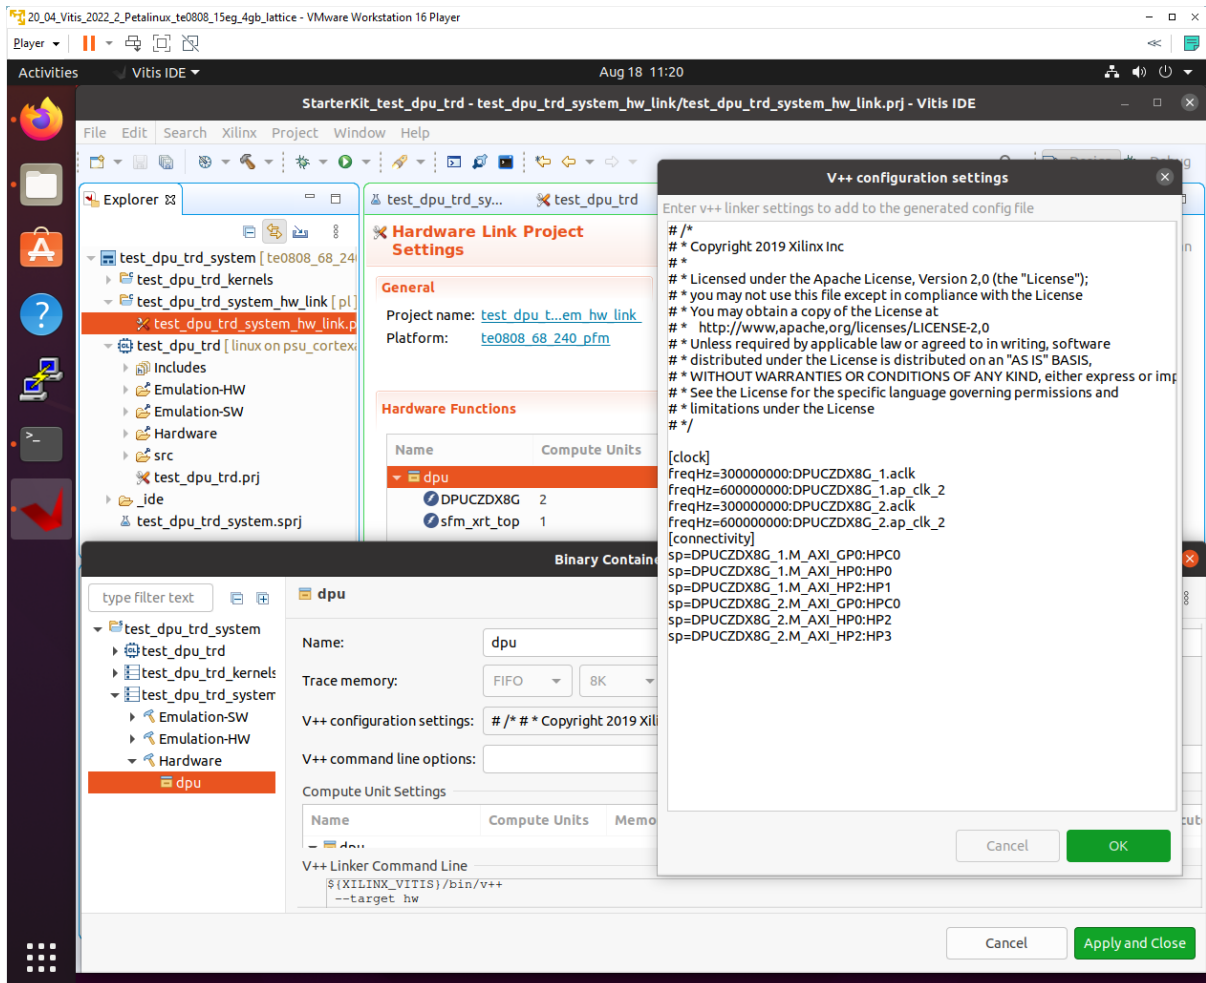 20_04_Vitis_2022_2_Petalinux_te0808_15eg_4gb_lattice - VMware Workstation 16 Player
Player
Activities
Vitis IDE
Aug 18 11:20
StarterKit_test_dpu_trd - test_dpu_trd_system_hw_link/test_dpu_trd_system_hw_link.prj - Vitis IDE
File Edit Search Xilinx Project Window Help
Explorer
test_dpu_trd_system [ te0808_68_24
test_dpu_trd_kernels
test_dpu_trd_system_hw_link [ pl ]
test_dpu_trd_system_hw_link.p
test_dpu_trd [ linux on psu_cortexa
Includes
Emulation-HW
Emulation-SW
Hardware
src
test_dpu_trd.prj
_ide
test_dpu_trd_system.sprj
test_dpu_trd_sy...
test_dpu_trd
Hardware Link Project
Settings
General
Project name: test_dpu_t...em_hw_link
Platform: te0808_68_240_pfm
Hardware Functions
Name Compute Units
dpu
DPUCZDX8G 2
sfm_xrt_top 1
V++ configuration settings
Enter v++ linker settings to add to the generated config file
# /*
# * Copyright 2019 Xilinx Inc
# *
# * Licensed under the Apache License, Version 2,0 (the "License");
# * you may not use this file except in compliance with the License
# * You may obtain a copy of the License at
# * http://www,apache,org/licenses/LICENSE-2,0
# * Unless required by applicable law or agreed to in writing, software
# * distributed under the License is distributed on an "AS IS" BASIS,
# * WITHOUT WARRANTIES OR CONDITIONS OF ANY KIND, either express or imp
# * See the License for the specific language governing permissions and
# * limitations under the License
# */
[clock]
freqHz=300000000:DPUCZDX8G_1.aclk
freqHz=600000000:DPUCZDX8G_1.ap_clk_2
freqHz=300000000:DPUCZDX8G_2.aclk
freqHz=600000000:DPUCZDX8G_2.ap_clk_2
[connectivity]
sp=DPUCZDX8G_1.M_AXI_GP0:HPC0
sp=DPUCZDX8G_1.M_AXI_HP0:HP0
sp=DPUCZDX8G_1.M_AXI_HP2:HP1
sp=DPUCZDX8G_2.M_AXI_GP0:HPC0
sp=DPUCZDX8G_2.M_AXI_HP0:HP2
sp=DPUCZDX8G_2.M_AXI_HP2:HP3
Cancel
OK
Binary Containe
type filter text
test_dpu_trd_system
test_dpu_trd
test_dpu_trd_kernels
test_dpu_trd_system
Emulation-SW
Emulation-HW
Hardware
dpu
dpu
Name: dpu
Trace memory: FIFO 8K
V++ configuration settings: # /* # * Copyright 2019 Xili
V++ command line options:
Compute Unit Settings
Name Compute Units Memo
V++ Linker Command Line
${XILINX_VITIS}/bin/v++
--target hw
Cancel
Apply and Close